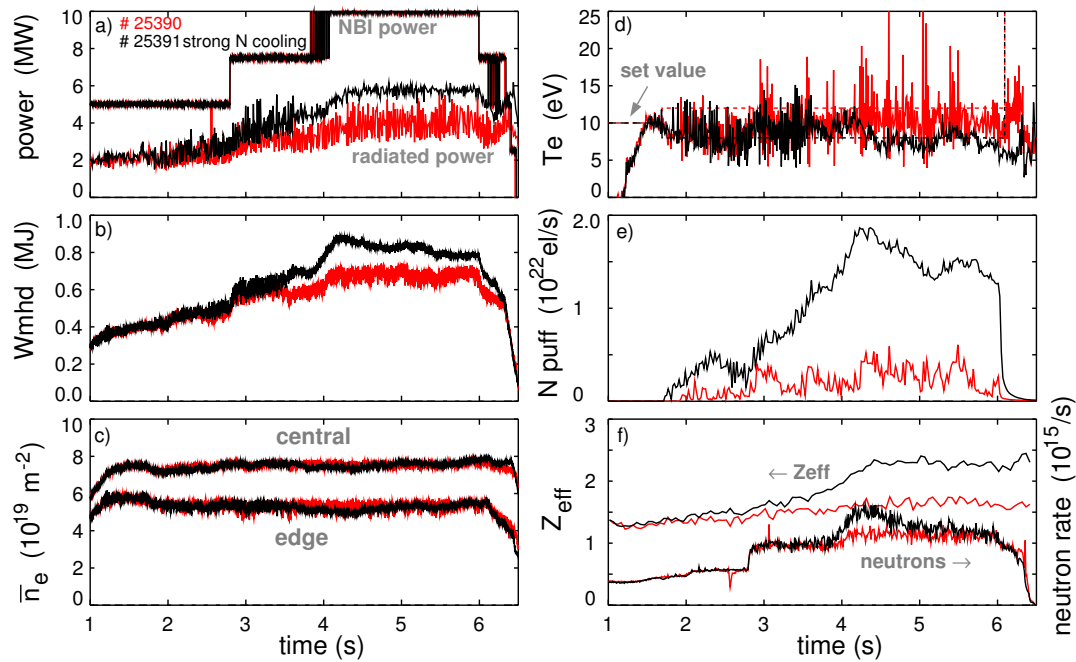 a)
# 25390
# 25391 strong N cooling
NBI power
radiated power
power (MW)
10
8
6
4
2
0
b)
Wmhd (MJ)
1.0
0.8
0.6
0.4
0.2
0.0
c)
central
edge
n̅e (10^19 m^-2)
10
8
6
4
2
0
1 2 3 4 5 6
time (s)
d)
set value
Te (eV)
25
20
15
10
5
0
e)
N puff (10^22 el/s)
2.0
1.
0
f)
← Zeff
neutrons →
Zeff
3
2
1
0
neutron rate (10^15/s)
1 2 3 4 5 6
time (s)